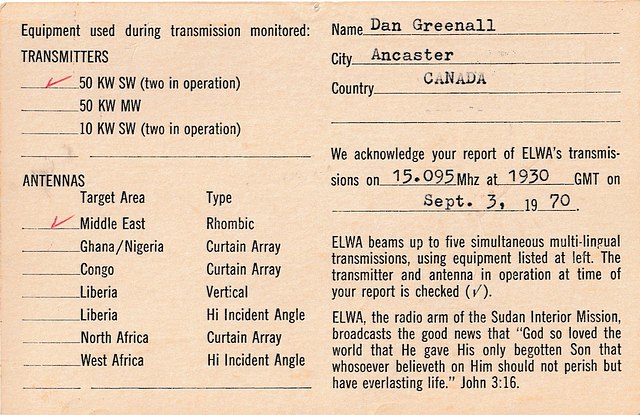 Equipment used during transmission monitored:
TRANSMITTERS
✓ 50 KW SW (two in operation)
50 KW MW
10 KW SW (two in operation)
ANTENNAS
Target Area Type
✓ Middle East Rhombic
Ghana/Nigeria Curtain Array
Congo Curtain Array
Liberia Vertical
Liberia Hi Incident Angle
North Africa Curtain Array
West Africa Hi Incident Angle
Name Dan Greenall
City Ancaster
Country CANADA
We acknowledge your report of ELWA's transmis-
sions on 15.095 Mhz at 1930 GMT on
Sept. 3, 19 70.
ELWA beams up to five simultaneous multi-lingual
transmissions, using equipment listed at left. The
transmitter and antenna in operation at time of
your report is checked (✓).
ELWA, the radio arm of the Sudan Interior Mission,
broadcasts the good news that "God so loved the
world that He gave His only begotten Son that
whosoever believeth on Him should not perish but
have everlasting life." John 3:16.